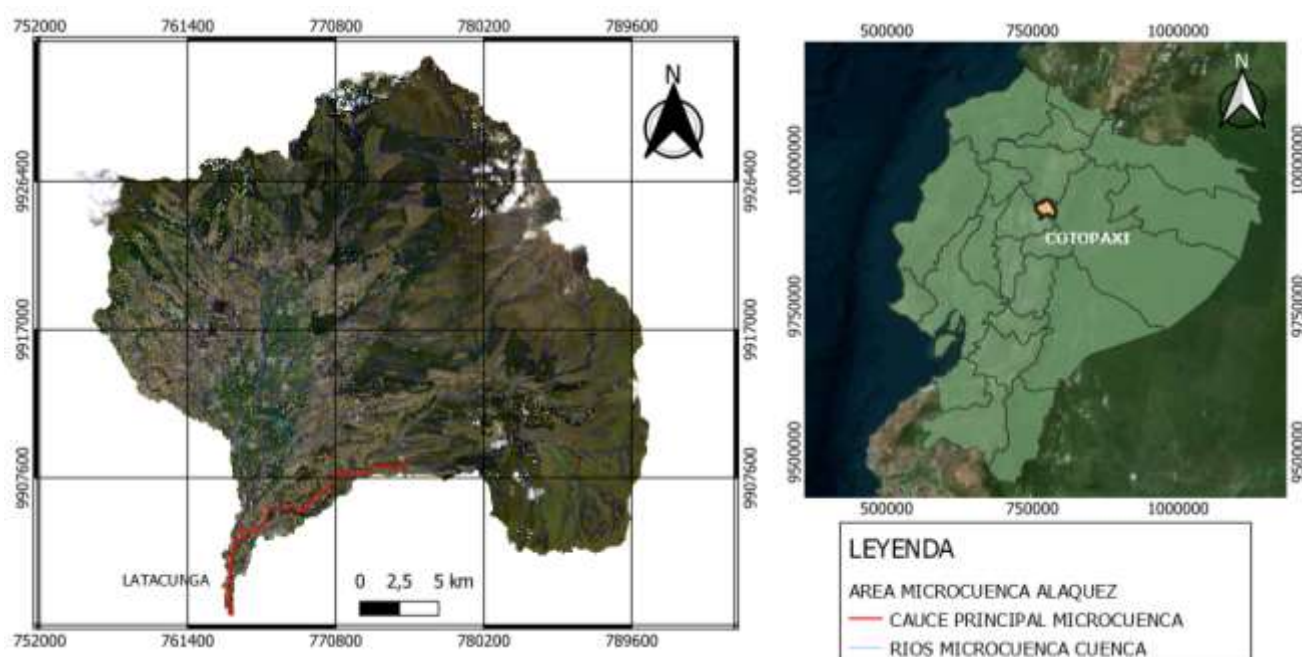 752000 761400 770800 780200 789600
N
9926400 9926400
9917000 9917000
9907600 9907600
LATACUNGA
0 2,5 5 km
752000 761400 770800 780200 789600
500000 750000 1000000
N
10000000 10000000
COTOPAXI
9750000 9750000
9500000 9500000
500000 750000 1000000
LEYENDA
AREA MICROCUENCA ALAQUEZ
CAUCE PRINCIPAL MICROCUENCA
RIOS MICROCUENCA CUENCA